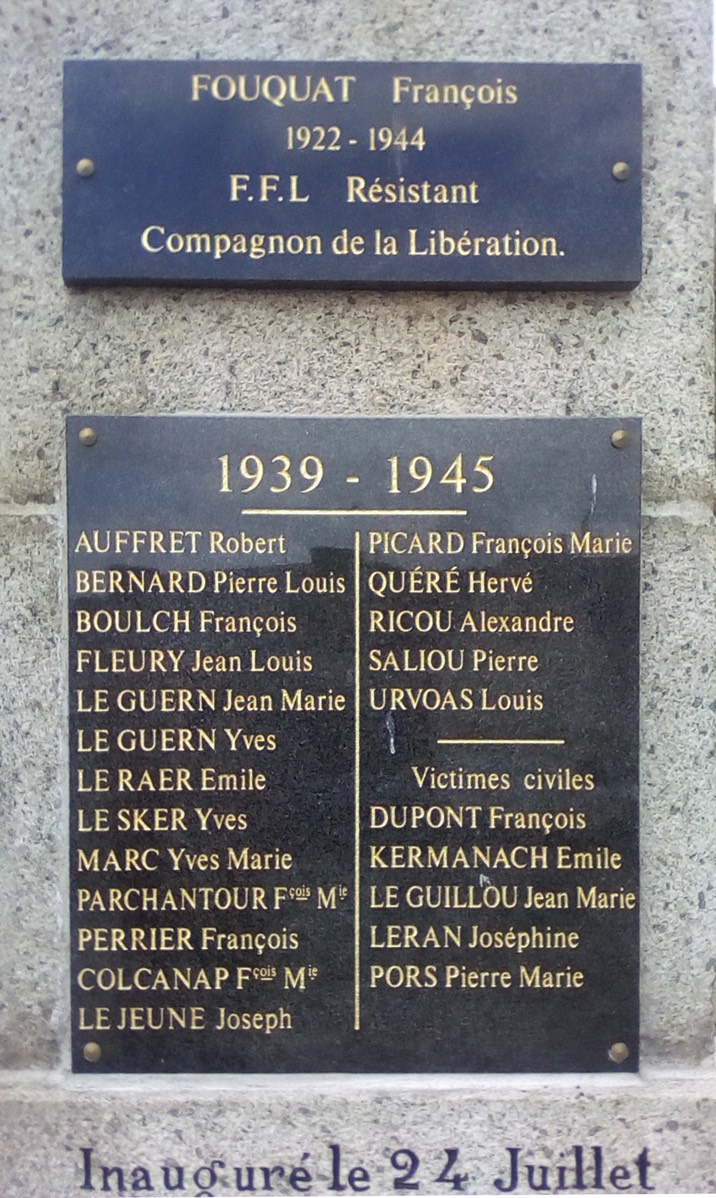 FOUQUAT François
1922 - 1944
F.F.L Résistant
Compagnon de la Libération.
1939 - 1945
AUFFRET Robert
BERNARD Pierre Louis
BOULCH François
FLEURY Jean Louis
LE GUERN Jean Marie
LE GUERN Yves
LE RAER Emile
LE SKER Yves
MARC Yves Marie
PARCHANTOUR Fçois Mie
PERRIER François
COLCANAP Fçois Mie
LE JEUNE Joseph
PICARD François Marie
QUÉRÉ Hervé
RICOU Alexandre
SALIOU Pierre
URVOAS Louis
Victimes civiles
DUPONT François
KERMANACH Emile
LE GUILLOU Jean Marie
LERAN Joséphine
PORS Pierre Marie
Inauguré le 24 Juillet